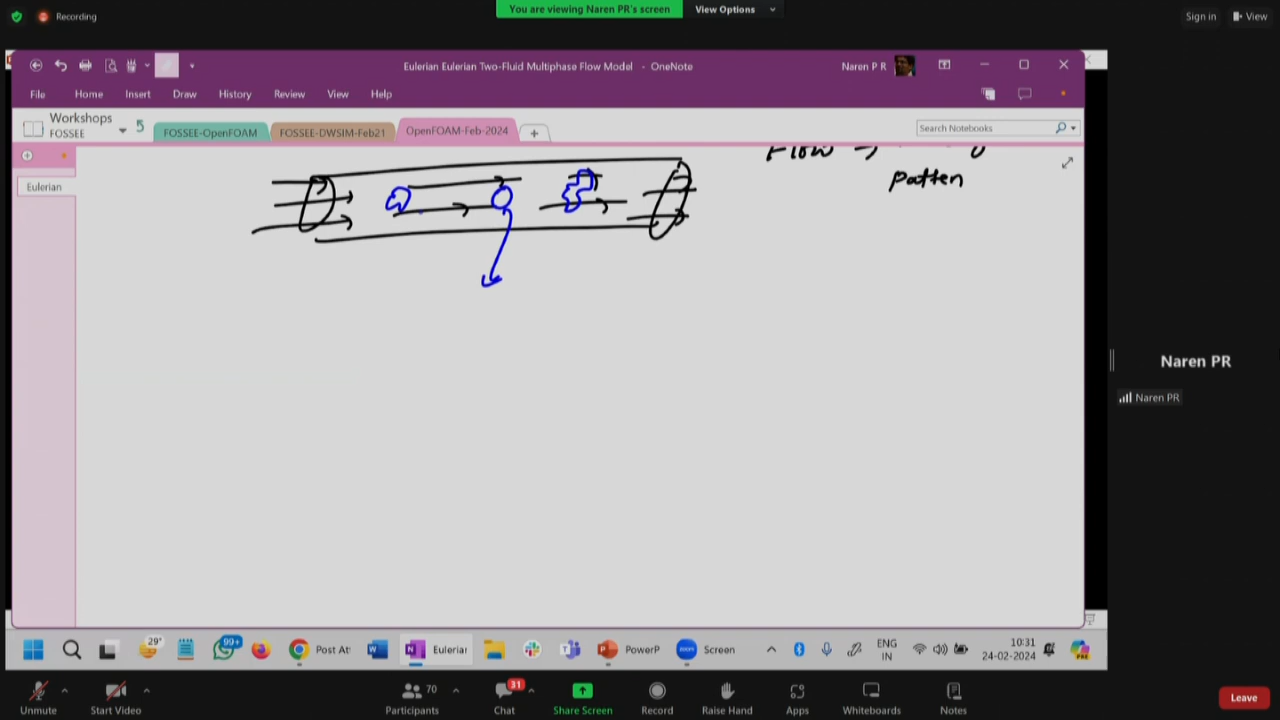 Recording
You are viewing Naren PR's screen
View Options
Sign in
View
Eulerian Eulerian Two-Fluid Multiphase Flow Model - OneNote
Naren P R
File Home Insert Draw History Review View Help
Workshops
FOSSEE
5
FOSSEE-OpenFOAM
FOSSEE-DWSIM-Feb21
OpenFOAM-Feb-2024
Search Notebooks
Eulerian
Flow →
patten
Naren PR
Naren PR
29°
99+
Post At
Eulerian
PowerP
Screen
ENG
IN
10:31
24-02-2024
Unmute
Start Video
Participants
70
Chat
31
Share Screen
Record
Raise Hand
Apps
Whiteboards
Notes
Leave